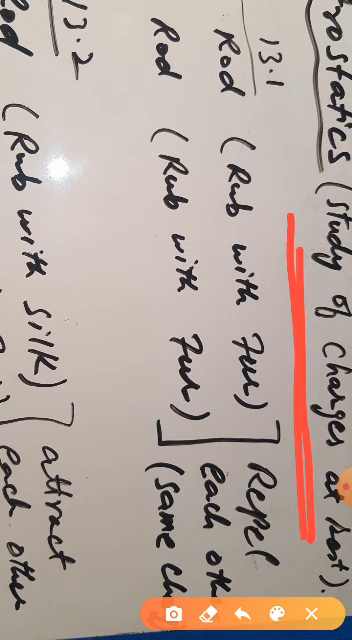 rostatics (study of charges at rest).
13.1
Rod (Rub with Fur) ] Repel
Rod (Rub with Fur) each oth
(same ch
13.2
Rod (Rub with Silk) ] attract
each other